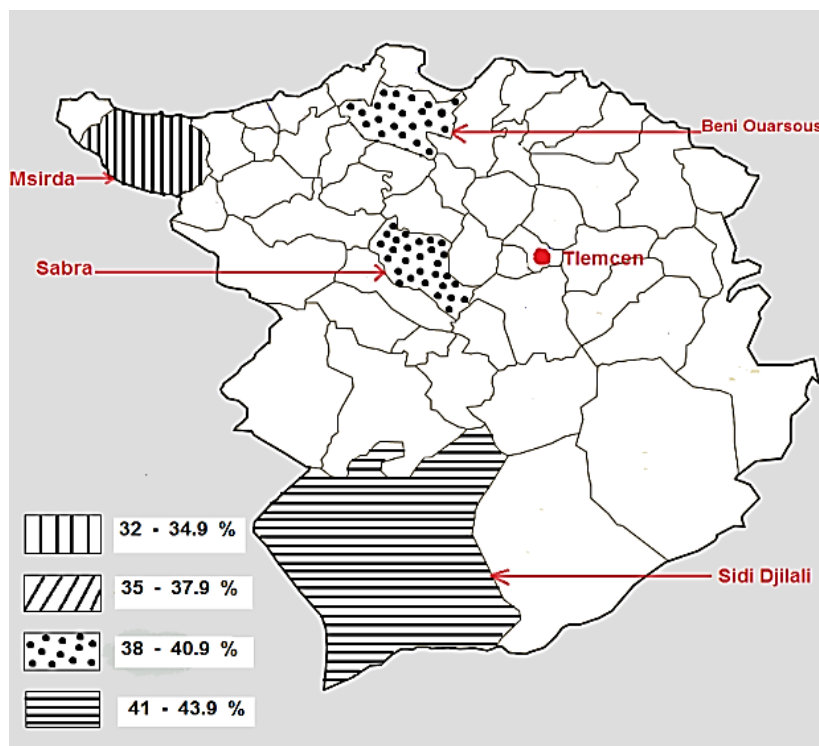 Beni Ouarsous
Msirda
Tlemcen
Sabra
32 - 34.9 %
35 - 37.9 %
Sidi Djilali
38 - 40.9 %
41 - 43.9 %